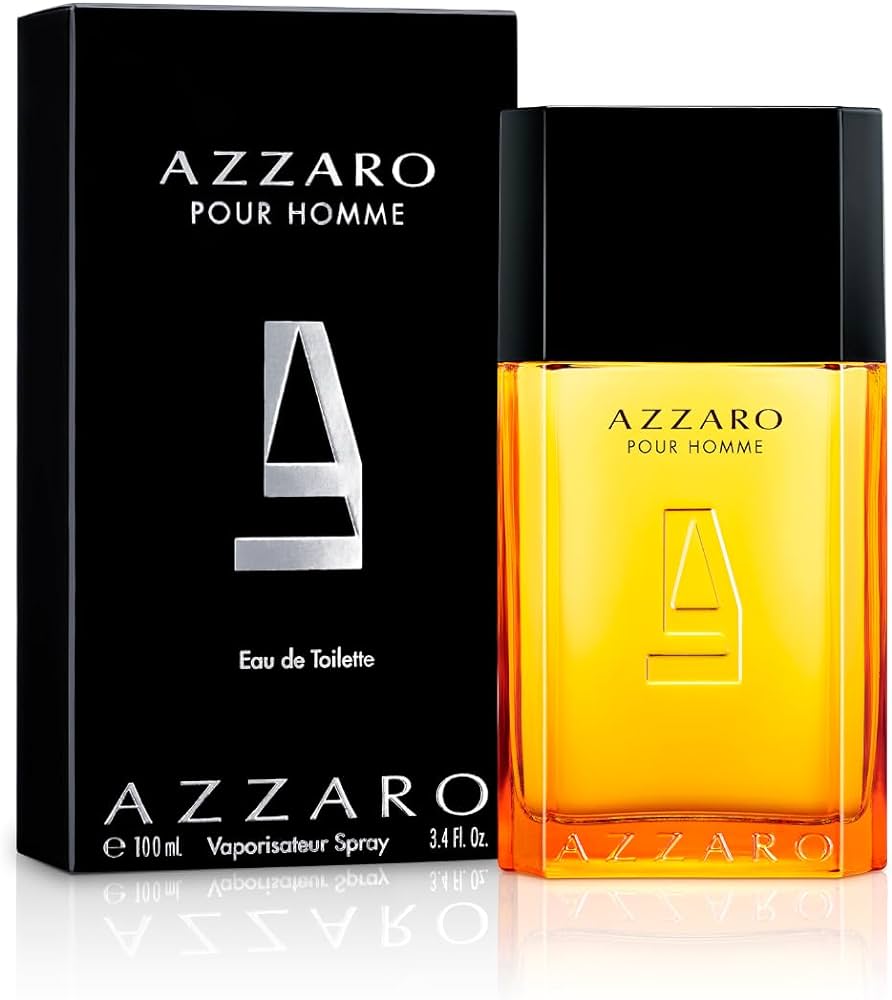 AZZARO
POUR HOMME
Eau de Toilette
AZZARO
℮ 100 mL Vaporisateur Spray 3.4 Fl. Oz.
AZZARO
POUR HOMME
AZZARO